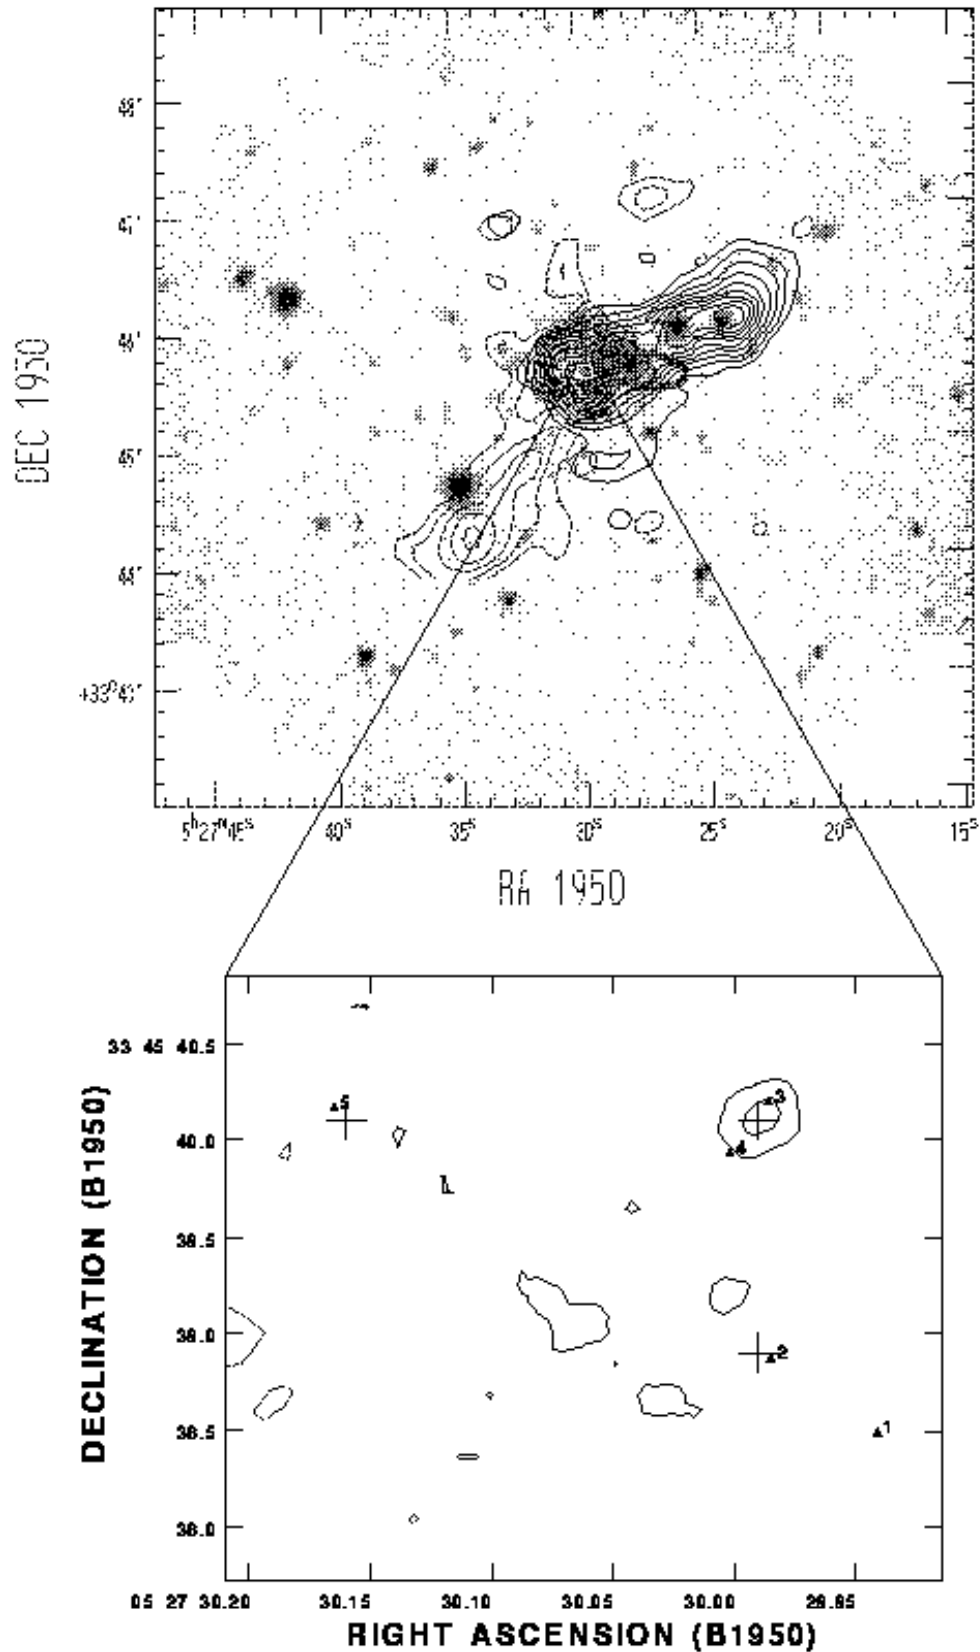 48'
47'
46'
45'
44'
+33°43'
DEC 1950
5ʰ27ᵐ45ˢ 40ˢ 35ˢ 30ˢ 25ˢ 20ˢ 15ˢ
RA 1950
33 45 40.5
40.0
39.5
39.0
38.5
38.0
DECLINATION (B1950)
5
3
4
2
1
05 27 30.20 30.15 30.10 30.05 30.00 29.95
RIGHT ASCENSION (B1950)